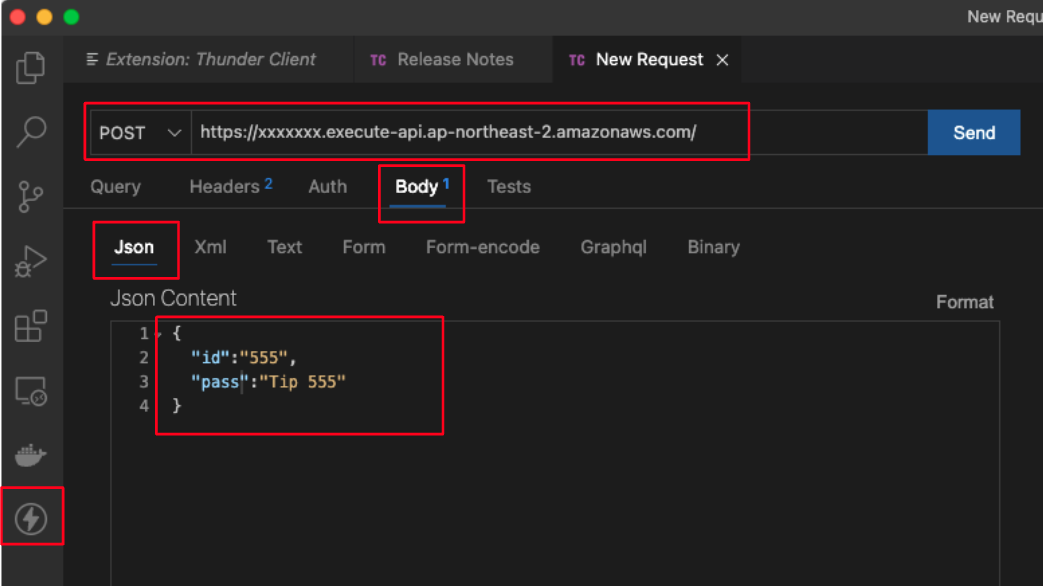 New Requ
Extension: Thunder Client TC Release Notes TC New Request
POST https://xxxxxxx.execute-api.ap-northeast-2.amazonaws.com/ Send
Query Headers 2 Auth Body 1 Tests
Json Xml Text Form Form-encode Graphql Binary
Json Content Format
1 {
2 "id":"555",
3 "pass":"Tip 555"
4 }